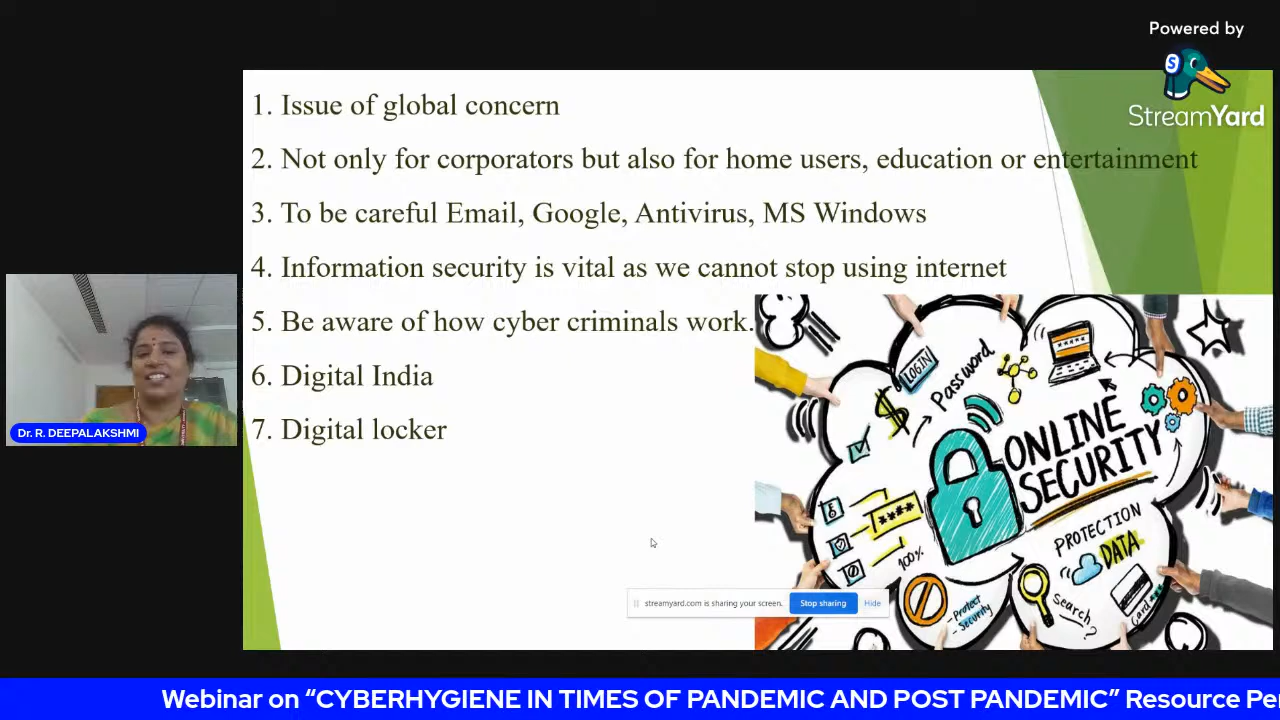 Powered by
StreamYard
1. Issue of global concern
2. Not only for corporators but also for home users, education or entertainment
3. To be careful Email, Google, Antivirus, MS Windows
4. Information security is vital as we cannot stop using internet
5. Be aware of how cyber criminals work.
6. Digital India
7. Digital locker
Dr. R. DEEPALAKSHMI
LOGIN
Password
$
****
ONLINE
SECURITY
****
100%
PROTECTION
DATA
- Protect
- Security
Search?
Card
streamyard.com is sharing your screen.
Stop sharing
Hide
Webinar on “CYBERHYGIENE IN TIMES OF PANDEMIC AND POST PANDEMIC” Resource Per